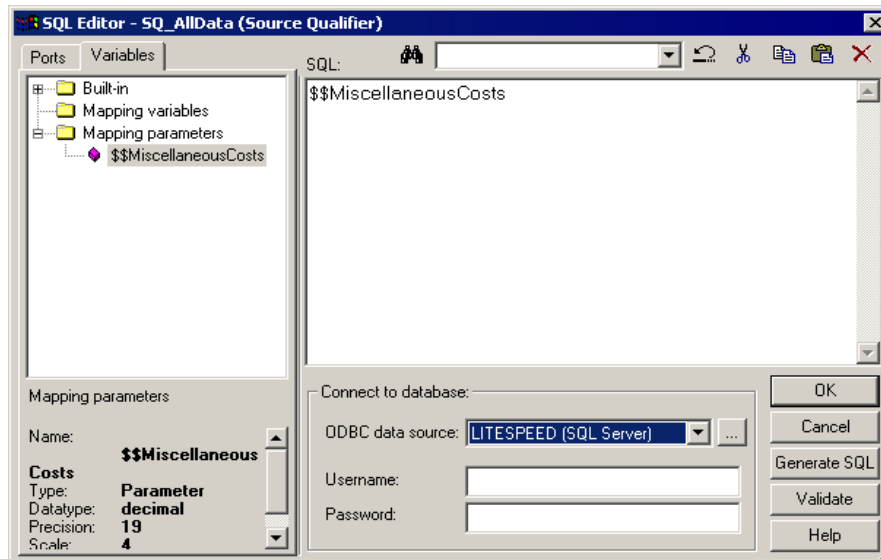 SQL Editor - SQ_AllData (Source Qualifier)
Ports
Variables
Built-in
Mapping variables
Mapping parameters
$$MiscellaneousCosts
Mapping parameters
Name:
$$Miscellaneous
Costs
Type: Parameter
Datatype: decimal
Precision: 19
Scale: 4
SQL:
$$MiscellaneousCosts
Connect to database:
ODBC data source: LITESPEED (SQL Server) ...
Username:
Password:
OK
Cancel
Generate SQL
Validate
Help